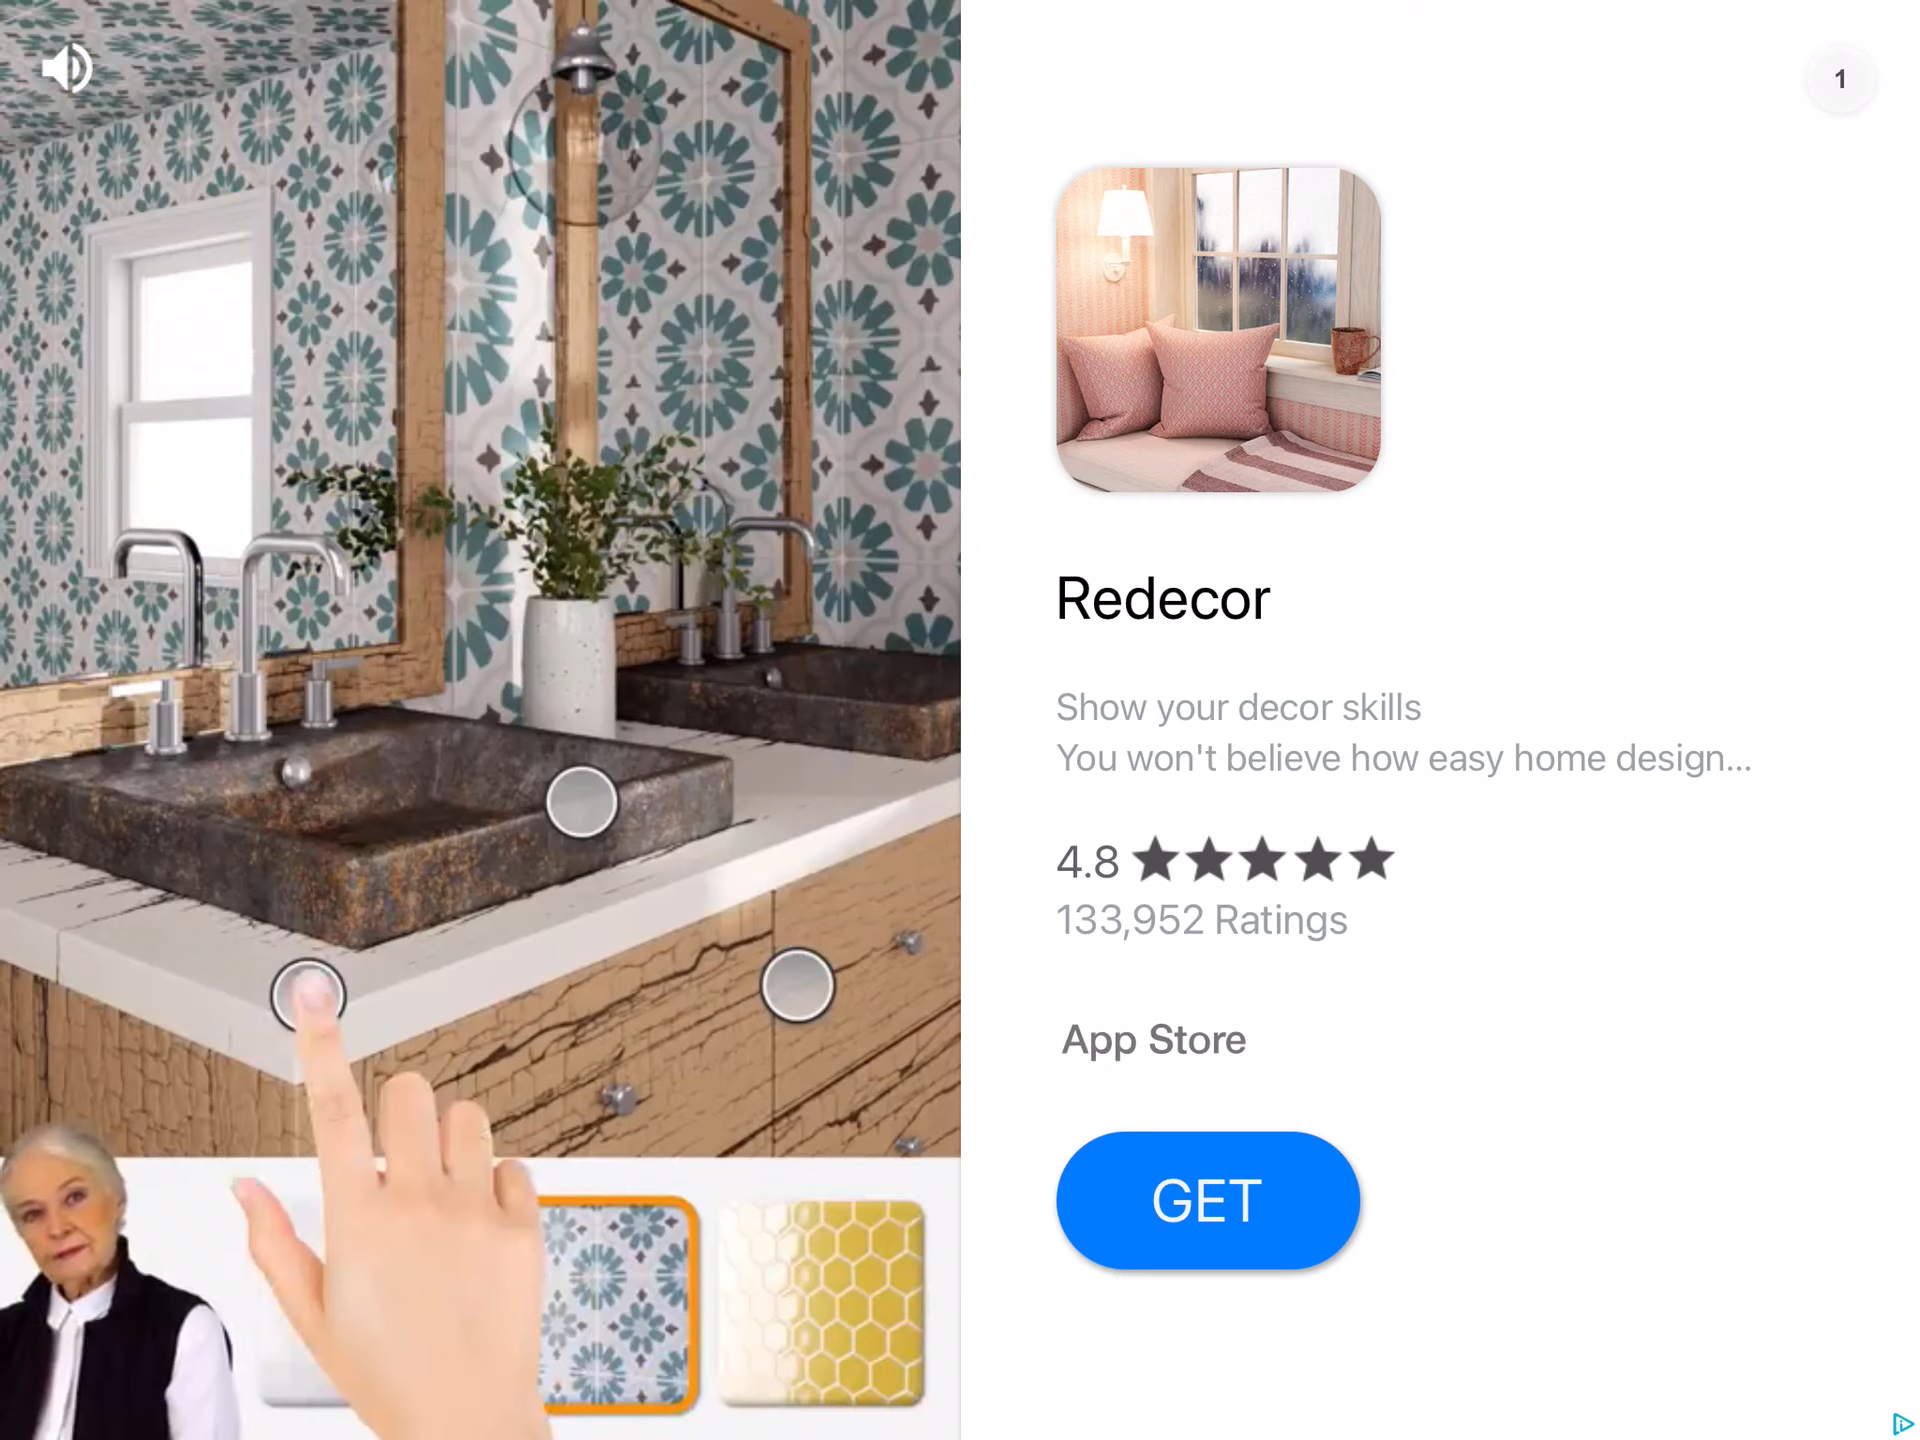 1
Redecor
Show your decor skills
You won't believe how easy home design...
4.8
133,952 Ratings
App Store
GET